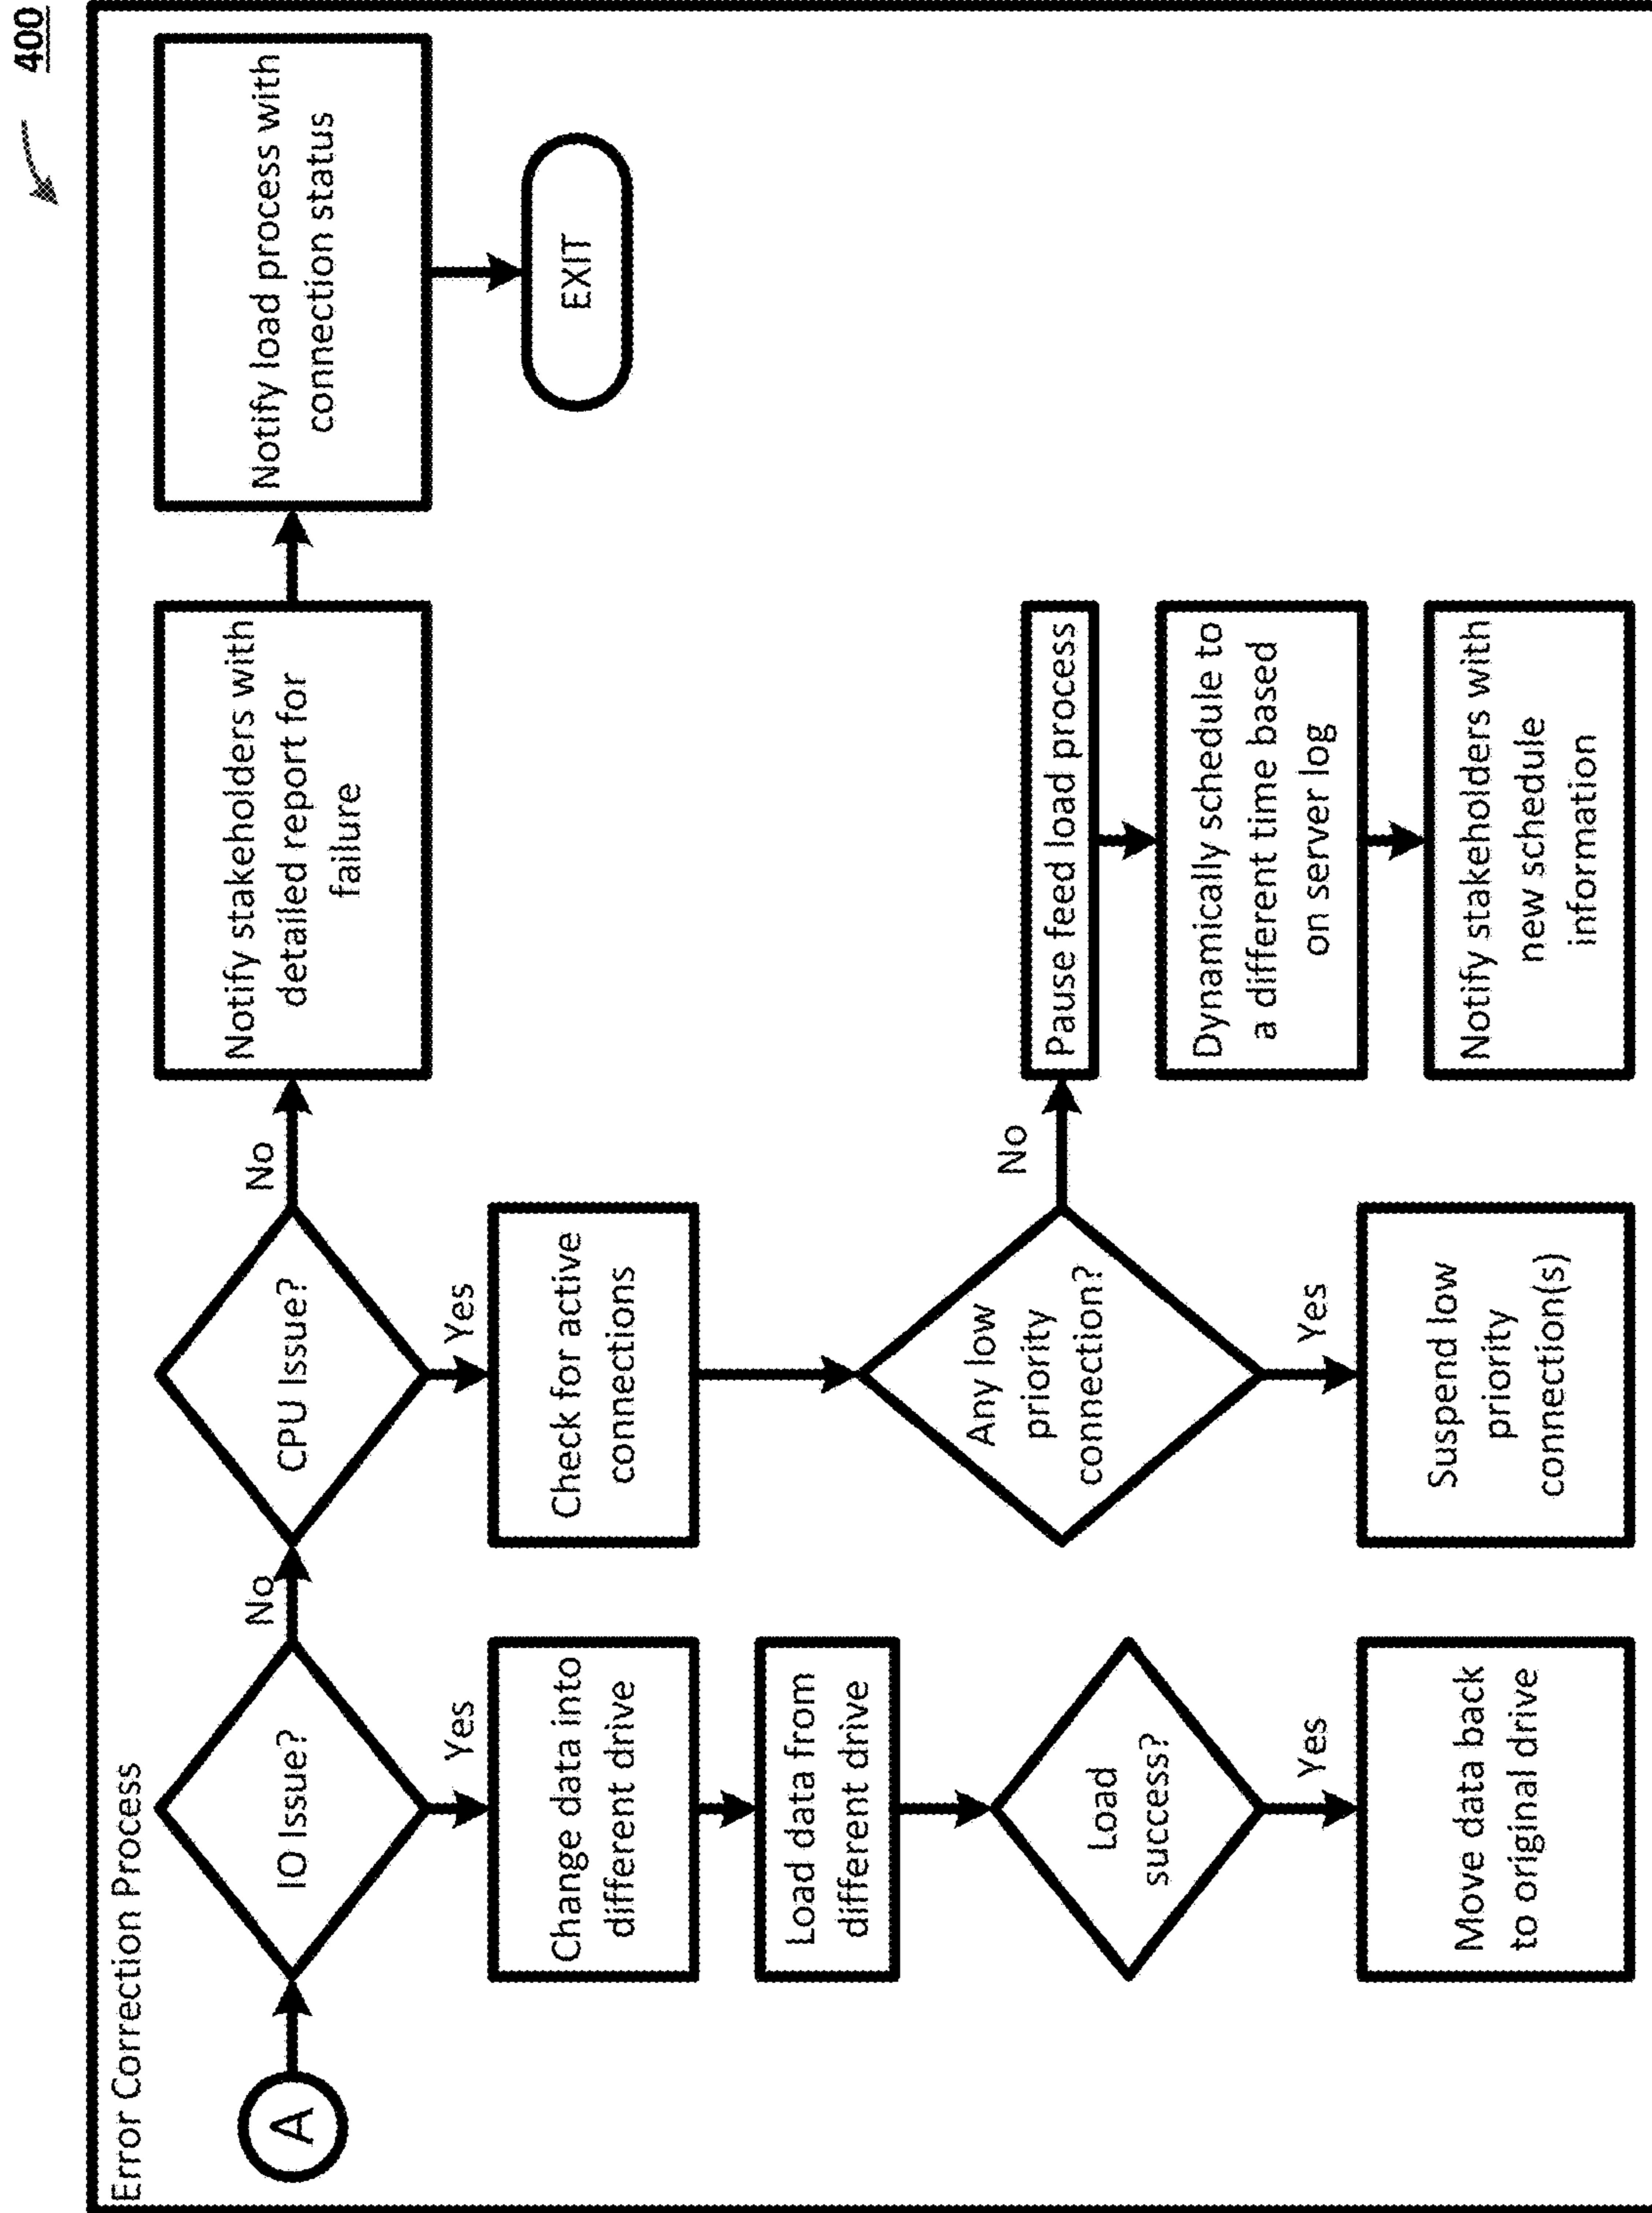 400
Error Correction Process
A
IO Issue?
No
CPU Issue?
No
Notify stakeholders with
detailed report for
failure
Notify load process with
connection status
EXIT
Yes
Change data into
different drive
Load data from
different drive
Load
success?
Yes
Move data back
to original drive
Yes
Check for active
connections
Any low
priority
connection?
Yes
Suspend low
priority
connection(s)
No
Pause feed load process
Dynamically schedule to
a different time based
on server log
Notify stakeholders with
new schedule
information